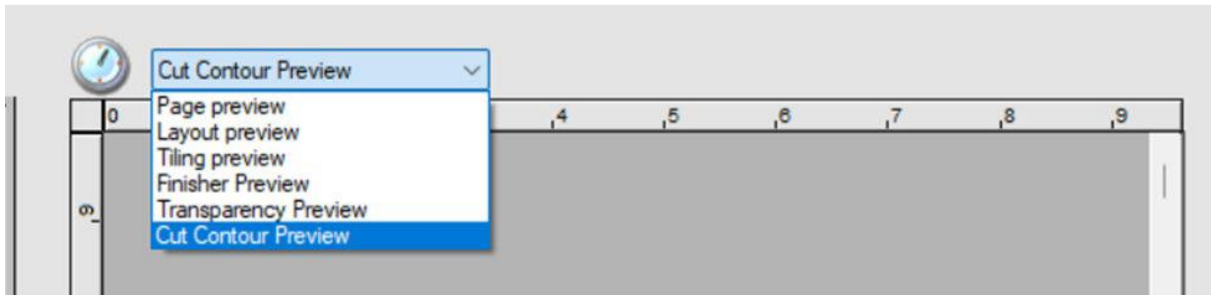 Cut Contour Preview
Page preview
Layout preview
Tiling preview
Finisher Preview
Transparency Preview
Cut Contour Preview
0 4 5 6 7 8 9
9